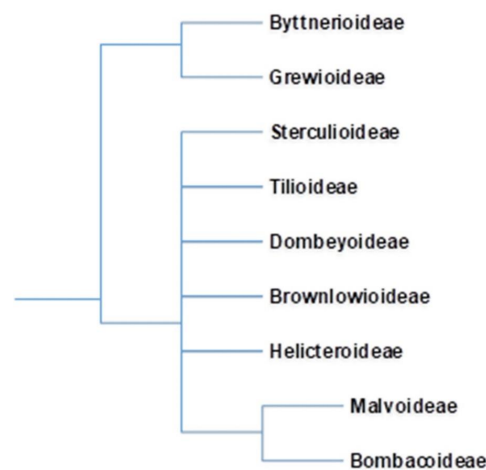 Byttnerioideae
Grewioideae
Sterculioideae
Tilioideae
Dombeyoideae
Brownlowioideae
Helicteroideae
Malvoideae
Bombacoideae